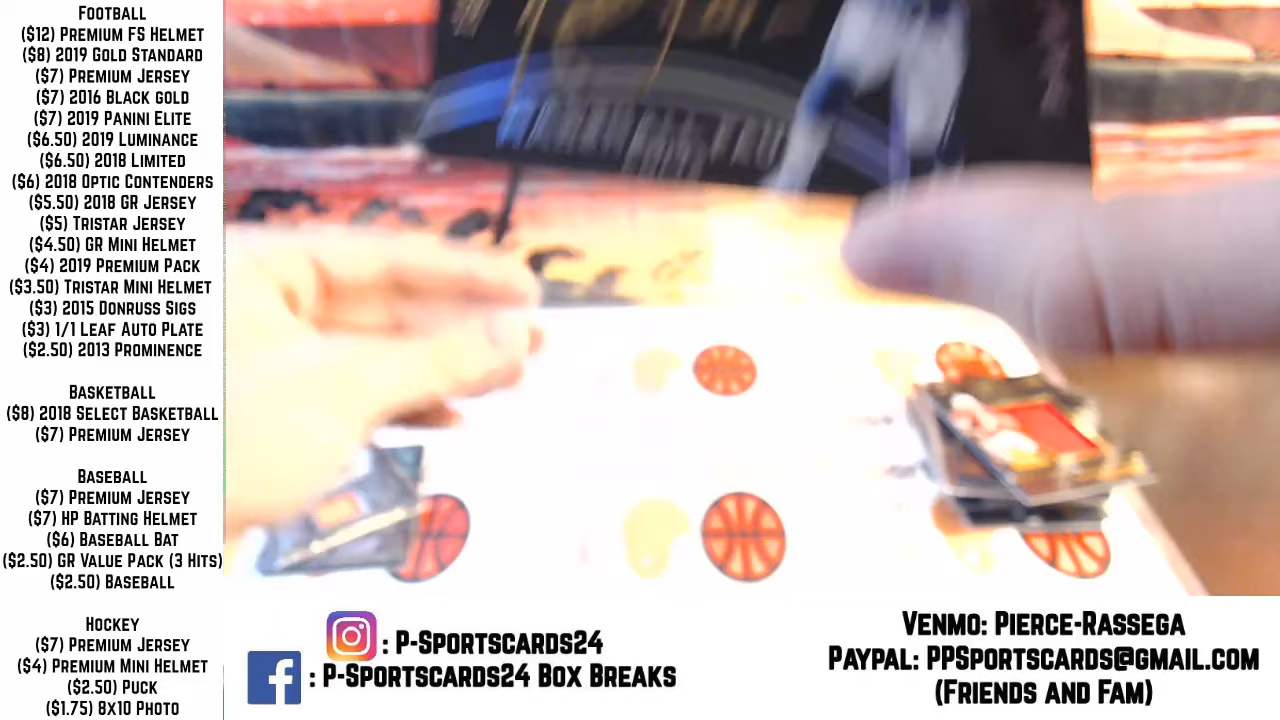 Football
($12) Premium FS Helmet
($8) 2019 Gold Standard
($7) Premium Jersey
($7) 2016 Black gold
($7) 2019 Panini Elite
($6.50) 2019 Luminance
($6.50) 2018 Limited
($6) 2018 Optic Contenders
($5.50) 2018 GR Jersey
($5) Tristar Jersey
($4.50) GR Mini Helmet
($4) 2019 Premium Pack
($3.50) Tristar Mini Helmet
($3) 2015 Donruss Sigs
($3) 1/1 Leaf Auto Plate
($2.50) 2013 Prominence
Basketball
($8) 2018 Select Basketball
($7) Premium Jersey
Baseball
($7) Premium Jersey
($7) HP Batting Helmet
($6) Baseball Bat
($2.50) GR Value Pack (3 Hits)
($2.50) Baseball
Hockey
($7) Premium Jersey
($4) Premium Mini Helmet
($2.50) Puck
($1.75) 8x10 Photo
: P-Sportscards24
: P-Sportscards24 Box Breaks
Venmo: Pierce-Rassega
Paypal: PPSportscards@gmail.com
(Friends and Fam)